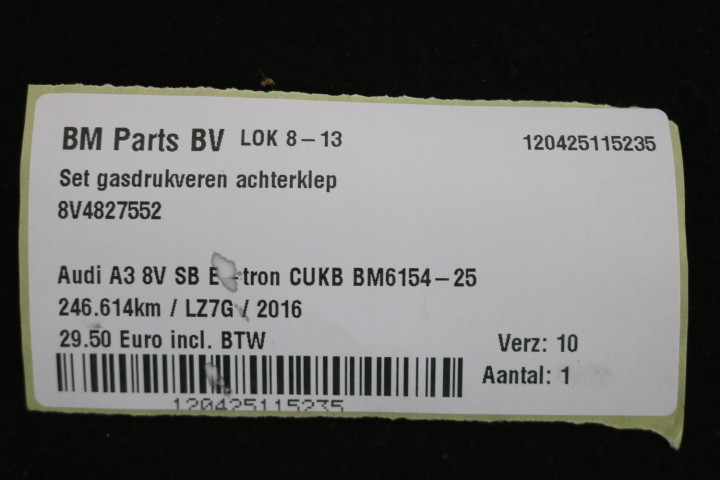 BM Parts BV LOK 8-13 120425115235
Set gasdrukveren achterklep
8V4827552
Audi A3 8V SB E-tron CUKB BM6154-25
246.614km / LZ7G / 2016
29.50 Euro incl. BTW
Verz: 10
Aantal: 1
120425115235